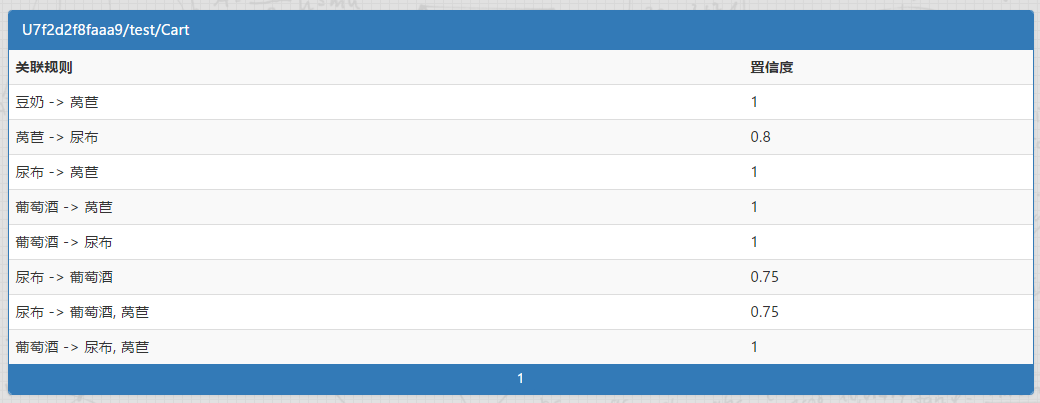 U7f2d2f8faaa9/test/Cart
关联规则 置信度
豆奶 -> 莴苣 1
莴苣 -> 尿布 0.8
尿布 -> 莴苣 1
葡萄酒 -> 莴苣 1
葡萄酒 -> 尿布 1
尿布 -> 葡萄酒 0.75
尿布 -> 葡萄酒, 莴苣 0.75
葡萄酒 -> 尿布, 莴苣 1
1